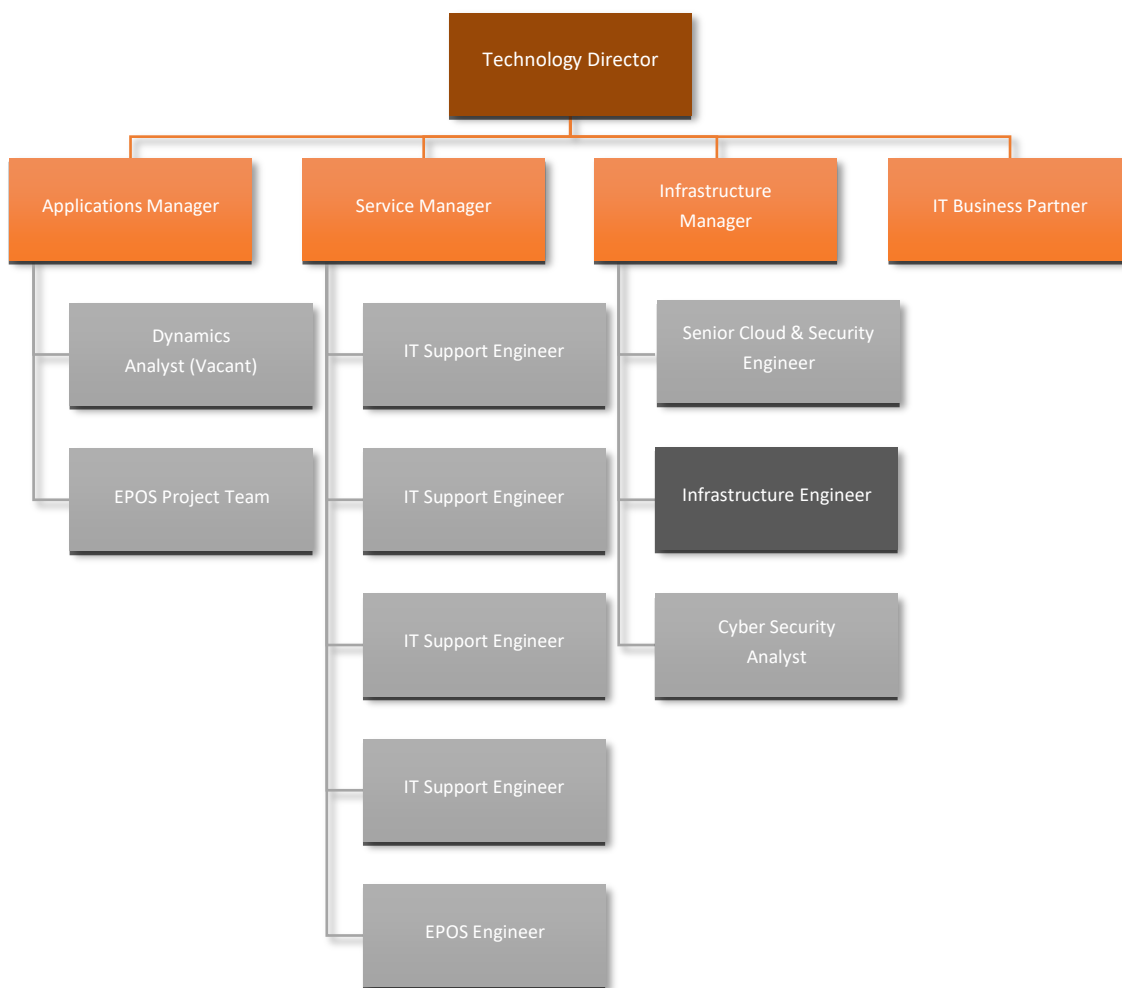 Technology Director
Applications Manager
Service Manager
Infrastructure
Manager
IT Business Partner
Dynamics
Analyst (Vacant)
IT Support Engineer
Senior Cloud & Security
Engineer
EPOS Project Team
IT Support Engineer
Infrastructure Engineer
IT Support Engineer
Cyber Security
Analyst
IT Support Engineer
EPOS Engineer